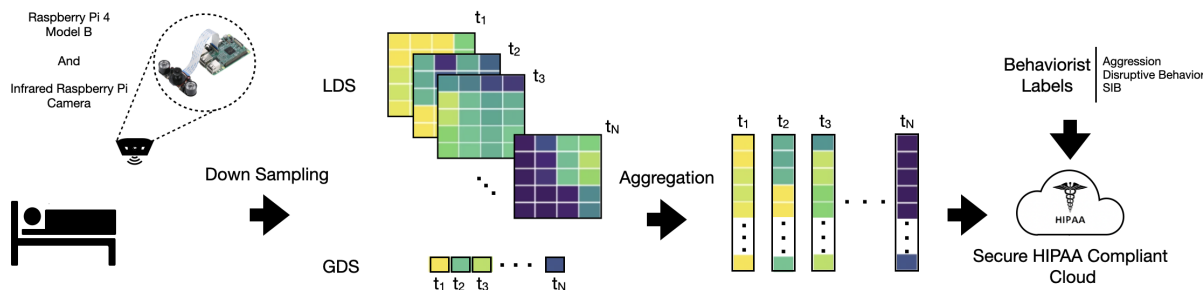 Raspberry Pi 4
Model B
And
Infrared Raspberry Pi
Camera
Down Sampling
LDS
t1
t2
t3
tN
GDS
t1 t2 t3 tN
Aggregation
t1 t2 t3 tN
Behaviorist
Labels
Aggression
Disruptive Behavior
SIB
HIPAA
Secure HIPAA Compliant
Cloud